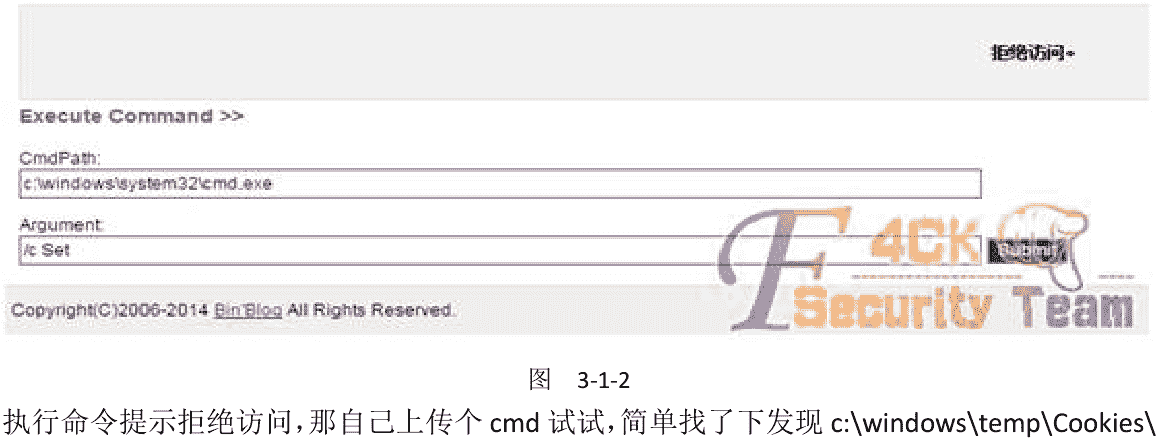 拒绝访问。
Execute Command >>
CmdPath:
c:\windows\system32\cmd.exe
Argument:
/c Set
Submit
F4CK
Security Team
Copyright(C)2006-2014 Bin'Blog All Rights Reserved.
图 3-1-2
执行命令提示拒绝访问,那自己上传个 cmd 试试,简单找了下发现 c:\windows\temp\Cookies\